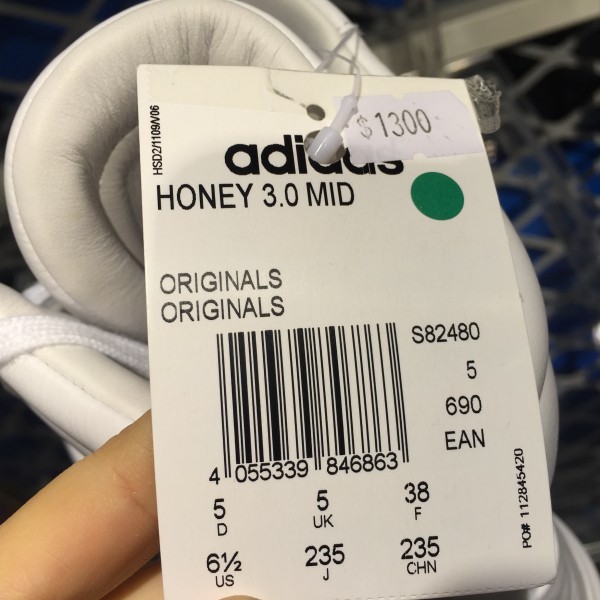 HSD2/1109/V06
$1300
adidas
HONEY 3.0 MID
ORIGINALS
ORIGINALS
S82480
5
690
EAN
4 055339 846863
5 5 38
D UK F
6½ 235 235
US J CHN
PO# 112845420